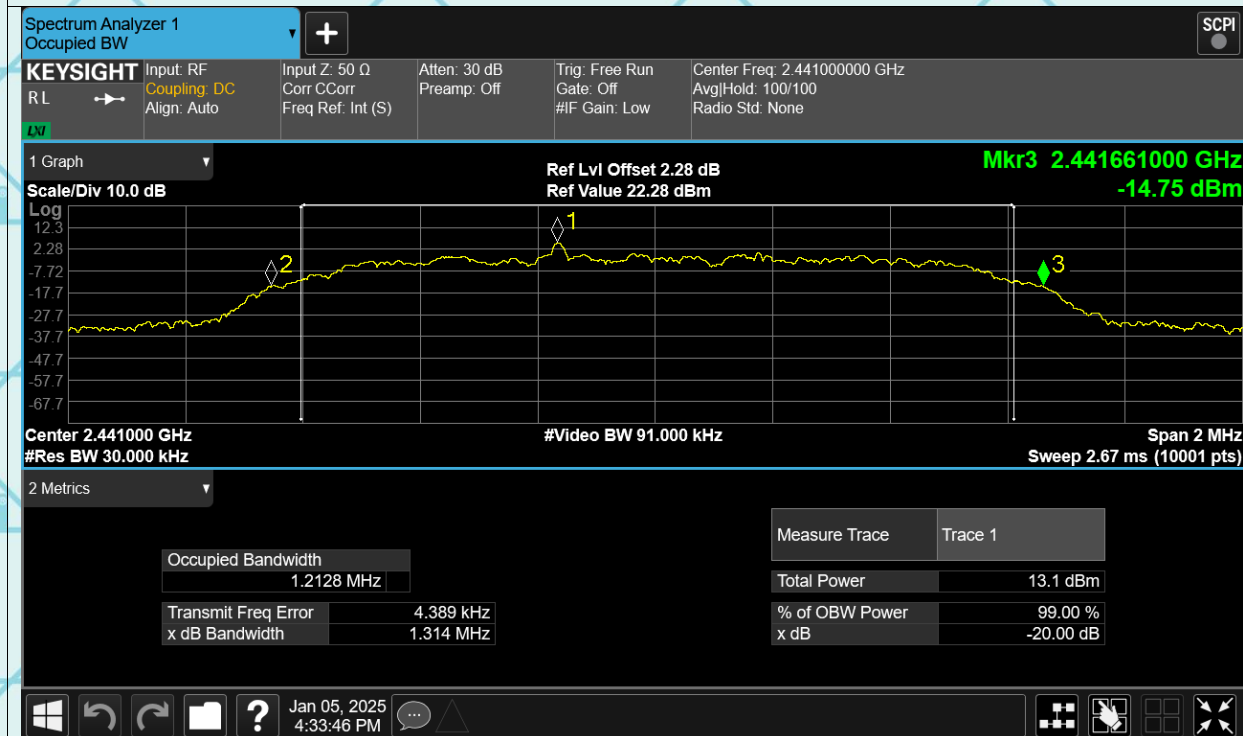 Spectrum Analyzer 1
Occupied BW
+
SCPI
KEYSIGHT
R L
LXI
Input: RF
Coupling: DC
Align: Auto
Input Z: 50 Ω
Corr CCorr
Freq Ref: Int (S)
Atten: 30 dB
Preamp: Off
Trig: Free Run
Gate: Off
#IF Gain: Low
Center Freq: 2.441000000 GHz
Avg|Hold: 100/100
Radio Std: None
1 Graph
Scale/Div 10.0 dB
Ref Lvl Offset 2.28 dB
Ref Value 22.28 dBm
Mkr3 2.441661000 GHz
-14.75 dBm
Log
12.3
2.28
-7.72
-17.7
-27.7
-37.7
-47.7
-57.7
-67.7
1
2
3
Center 2.441000 GHz
#Video BW 91.000 kHz
Span 2 MHz
#Res BW 30.000 kHz
Sweep 2.67 ms (10001 pts)
2 Metrics
Occupied Bandwidth
1.2128 MHz
Transmit Freq Error 4.389 kHz
x dB Bandwidth 1.314 MHz
Measure Trace Trace 1
Total Power 13.1 dBm
% of OBW Power 99.00 %
x dB -20.00 dB
?
Jan 05, 2025
4:33:46 PM